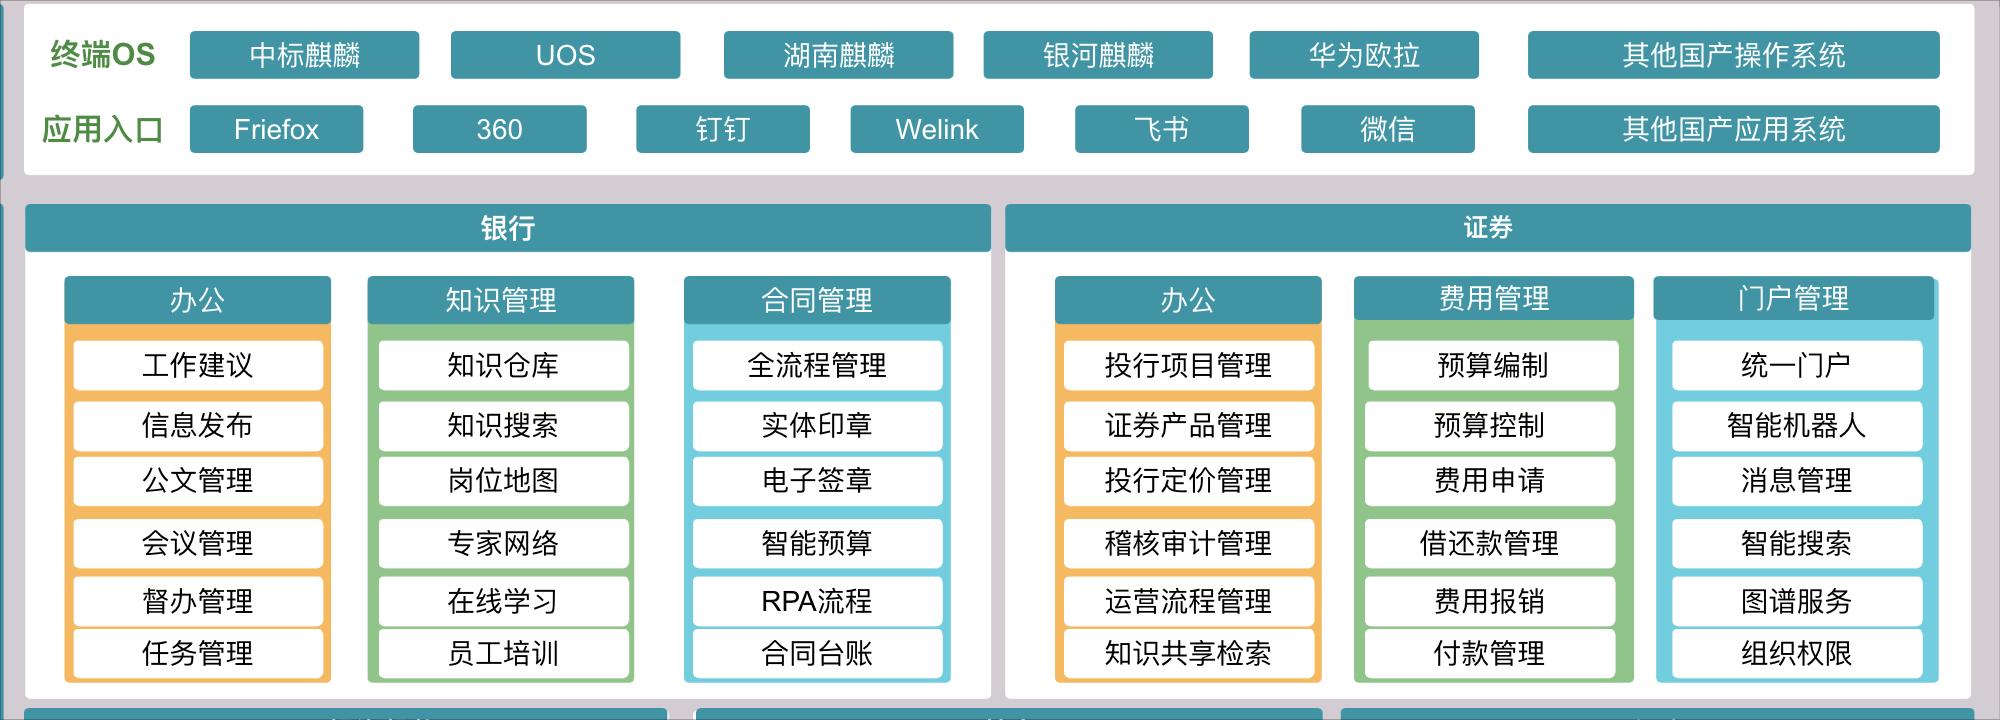 终端OS 中标麒麟 UOS 湖南麒麟 银河麒麟 华为欧拉 其他国产操作系统
应用入口 Friefox 360 钉钉 Welink 飞书 微信 其他国产应用系统
银行
办公 知识管理 合同管理
工作建议 知识仓库 全流程管理
信息发布 知识搜索 实体印章
公文管理 岗位地图 电子签章
会议管理 专家网络 智能预算
督办管理 在线学习 RPA流程
任务管理 员工培训 合同台账
证券
办公 费用管理 门户管理
投行项目管理 预算编制 统一门户
证券产品管理 预算控制 智能机器人
投行定价管理 费用申请 消息管理
稽核审计管理 借还款管理 智能搜索
运营流程管理 费用报销 图谱服务
知识共享检索 付款管理 组织权限